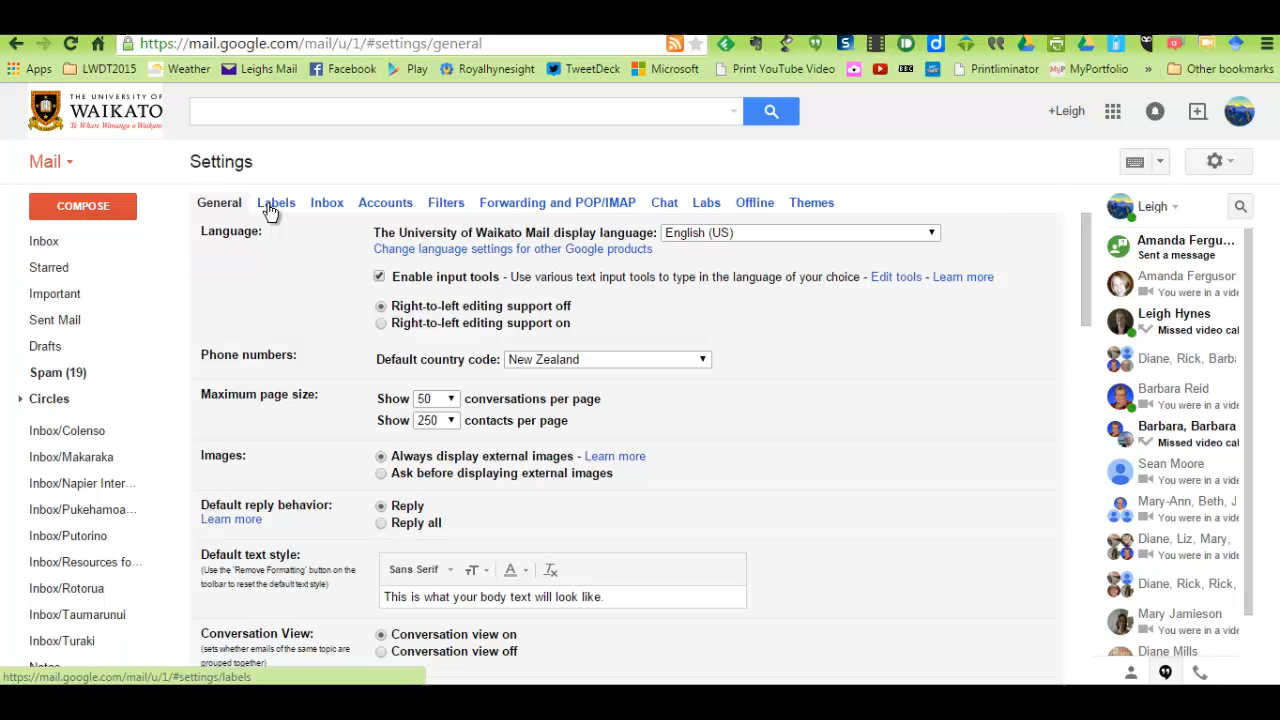 https://mail.google.com/mail/u/1/#settings/general
Apps LWDT2015 Weather Leighs Mail Facebook Play Royalhynesight TweetDeck Microsoft Print YouTube Video BBC Printliminator MyPortfolio » Other bookmarks
THE UNIVERSITY OF
WAIKATO
Te Whare Wānanga o Waikato
+Leigh
Mail
Settings
General Labels Inbox Accounts Filters Forwarding and POP/IMAP Chat Labs Offline Themes
COMPOSE
Inbox
Starred
Important
Sent Mail
Drafts
Spam (19)
Circles
Inbox/Colenso
Inbox/Makaraka
Inbox/Napier Inter...
Inbox/Pukehamoa...
Inbox/Putorino
Inbox/Resources fo...
Inbox/Rotorua
Inbox/Taumarunui
Inbox/Turaki
Notes
Language:
The University of Waikato Mail display language: English (US)
Change language settings for other Google products
Enable input tools - Use various text input tools to type in the language of your choice - Edit tools - Learn more
Right-to-left editing support off
Right-to-left editing support on
Phone numbers:
Default country code: New Zealand
Maximum page size:
Show 50 conversations per page
Show 250 contacts per page
Images:
Always display external images - Learn more
Ask before displaying external images
Default reply behavior:
Learn more
Reply
Reply all
Default text style:
(Use the 'Remove Formatting' button on the
toolbar to reset the default text style)
Sans Serif
This is what your body text will look like.
Conversation View:
(sets whether emails of the same topic are
grouped together)
Conversation view on
Conversation view off
Leigh
Amanda Fergu...
Sent a message
Amanda Ferguson
You were in a vide
Leigh Hynes
Missed video cal
Diane, Rick, Barb
Barbara Reid
You were in a vide
Barbara, Barbara
Missed video cal
Sean Moore
You were in a vide
Mary-Ann, Beth, J
You were in a vide
Diane, Liz, Mary,
You were in a vide
Diane, Rick, Rick,
Mary Jamieson
You were in a vide
Diane Mills
https://mail.google.com/mail/u/1/#settings/labels